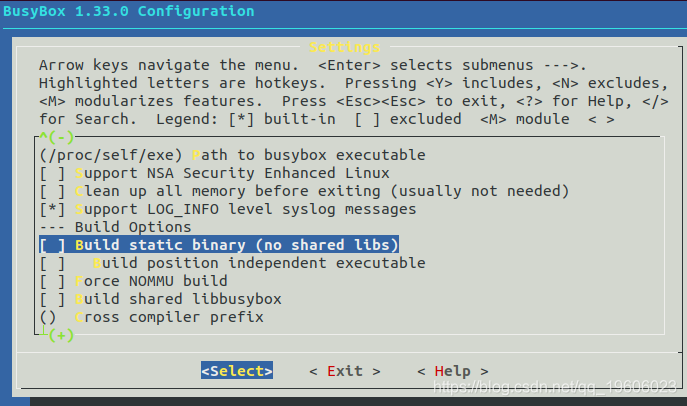 BusyBox 1.33.0 Configuration
Settings
Arrow keys navigate the menu.  <Enter> selects submenus --->.
Highlighted letters are hotkeys.  Pressing <Y> includes, <N> excludes,
<M> modularizes features.  Press <Esc><Esc> to exit, <?> for Help, </>
for Search.  Legend: [*] built-in  [ ] excluded  <M> module  < >
^(-)
(/proc/self/exe) Path to busybox executable
[ ] Support NSA Security Enhanced Linux
[ ] Clean up all memory before exiting (usually not needed)
[*] Support LOG_INFO level syslog messages
--- Build Options
[ ] Build static binary (no shared libs)
[ ]   Build position independent executable
[ ] Force NOMMU build
[ ] Build shared libbusybox
()  Cross compiler prefix
(+)
<Select>    < Exit >    < Help >
https://blog.csdn.net/qq_19606023